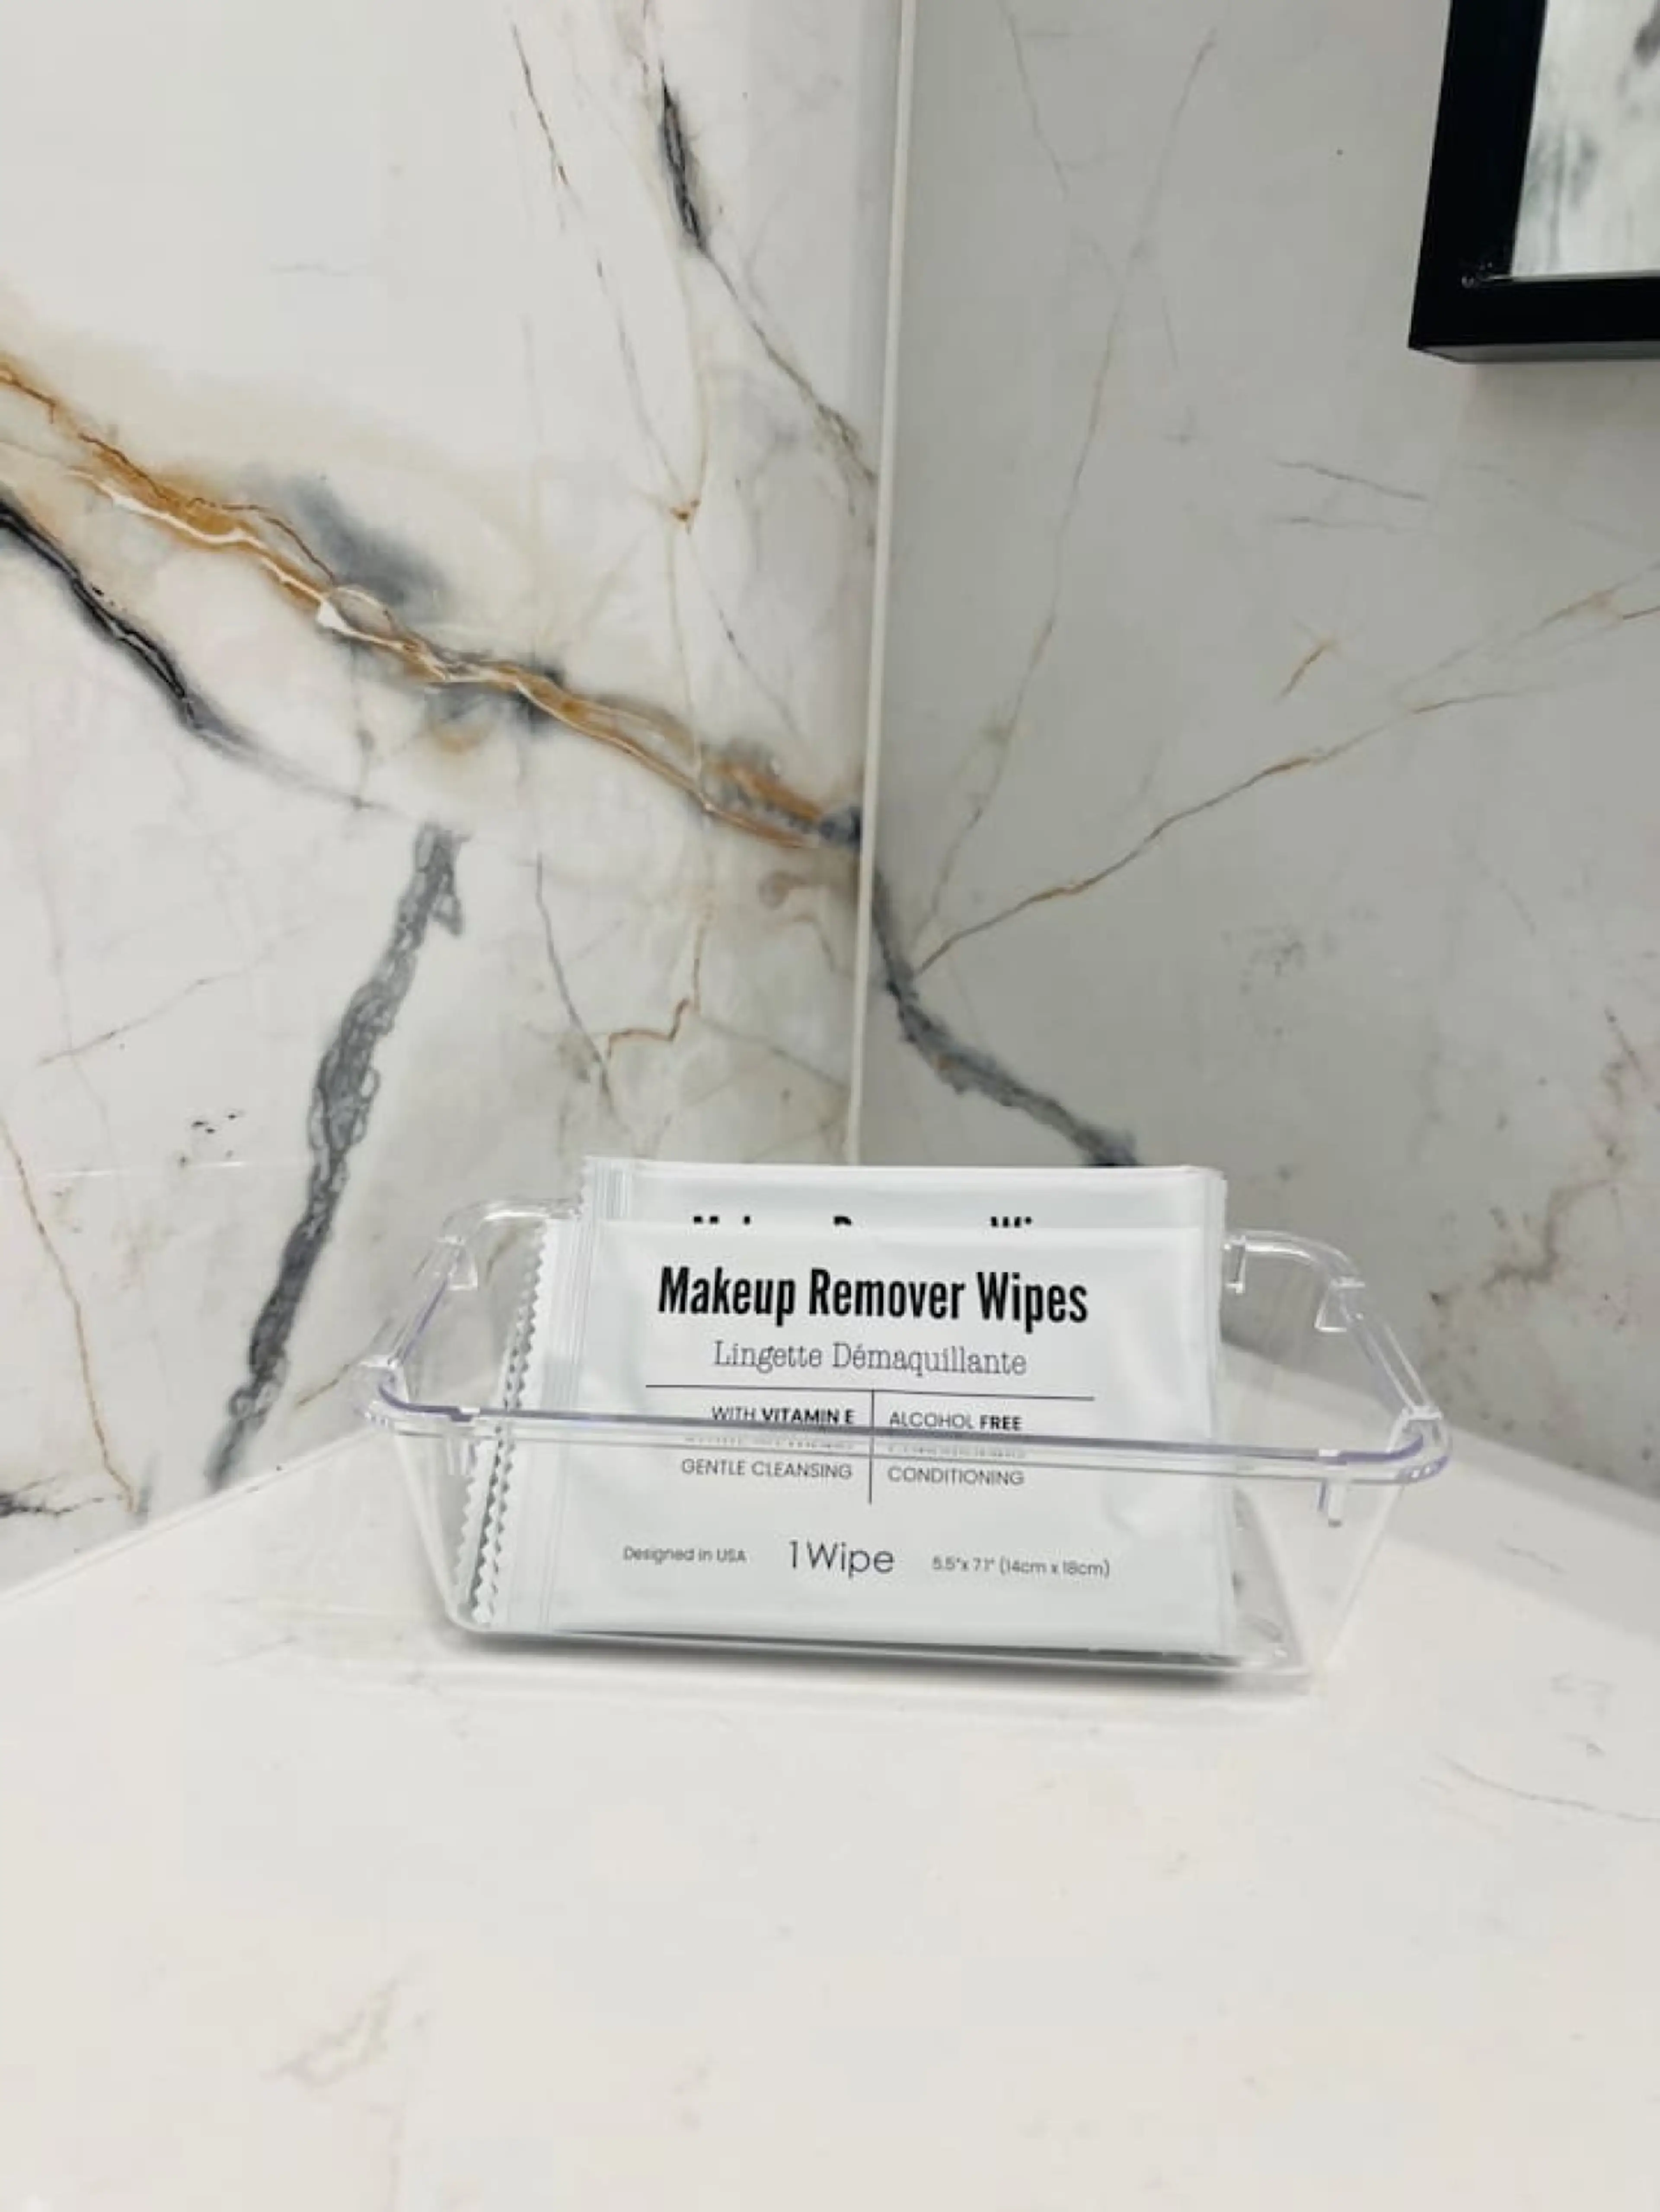 Makeup Remover Wipes
Lingette Démaquillante
WITH VITAMIN E
ALCOHOL FREE
GENTLE CLEANSING
CONDITIONING
Designed in USA
1 Wipe
5.5"x 7.1" (14cm x 18cm)